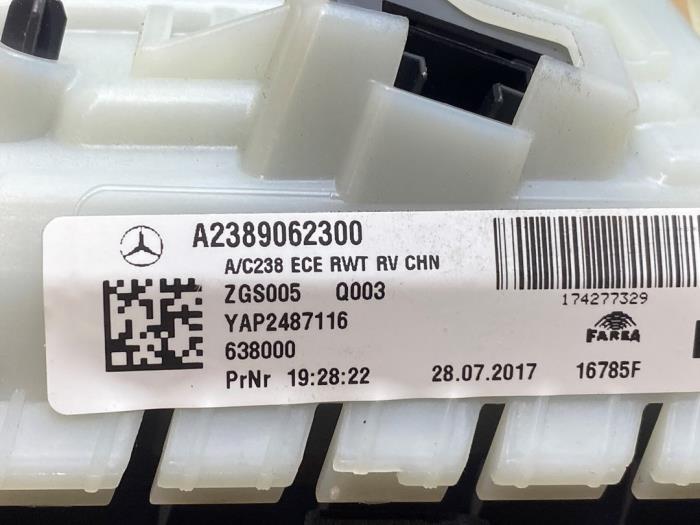 A2389062300
A/C238 ECE RWT RV CHN
ZGS005 Q003
YAP2487116
638000
PrNr 19:28:22 28.07.2017
174277329
FAREA
16785F